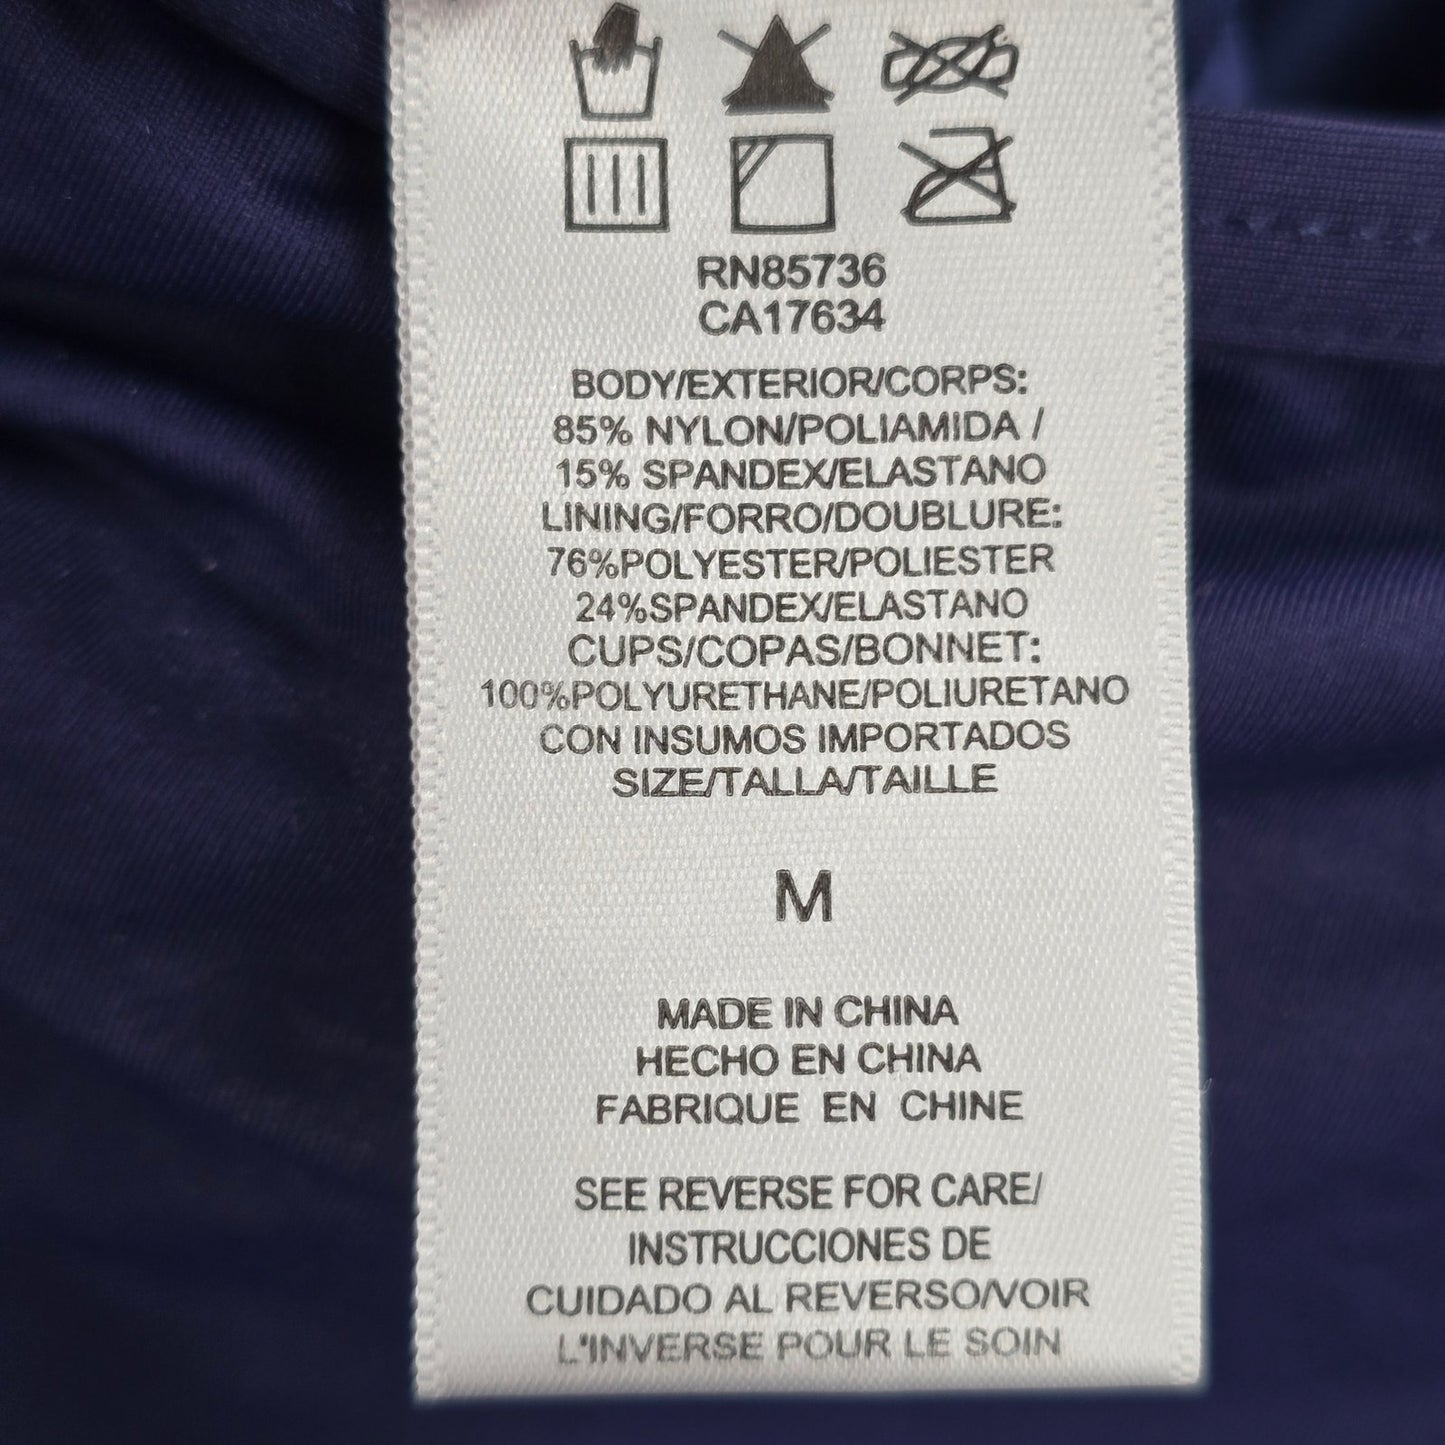 RN85736
CA17634
BODY/EXTERIOR/CORPS:
85% NYLON/POLIAMIDA /
15% SPANDEX/ELASTANO
LINING/FORRO/DOUBLURE:
76%POLYESTER/POLIESTER
24%SPANDEX/ELASTANO
CUPS/COPAS/BONNET:
100%POLYURETHANE/POLIURETANO
CON INSUMOS IMPORTADOS
SIZE/TALLA/TAILLE
M
MADE IN CHINA
HECHO EN CHINA
FABRIQUE EN CHINE
SEE REVERSE FOR CARE/
INSTRUCCIONES DE
CUIDADO AL REVERSO/VOIR
L'INVERSE POUR LE SOIN